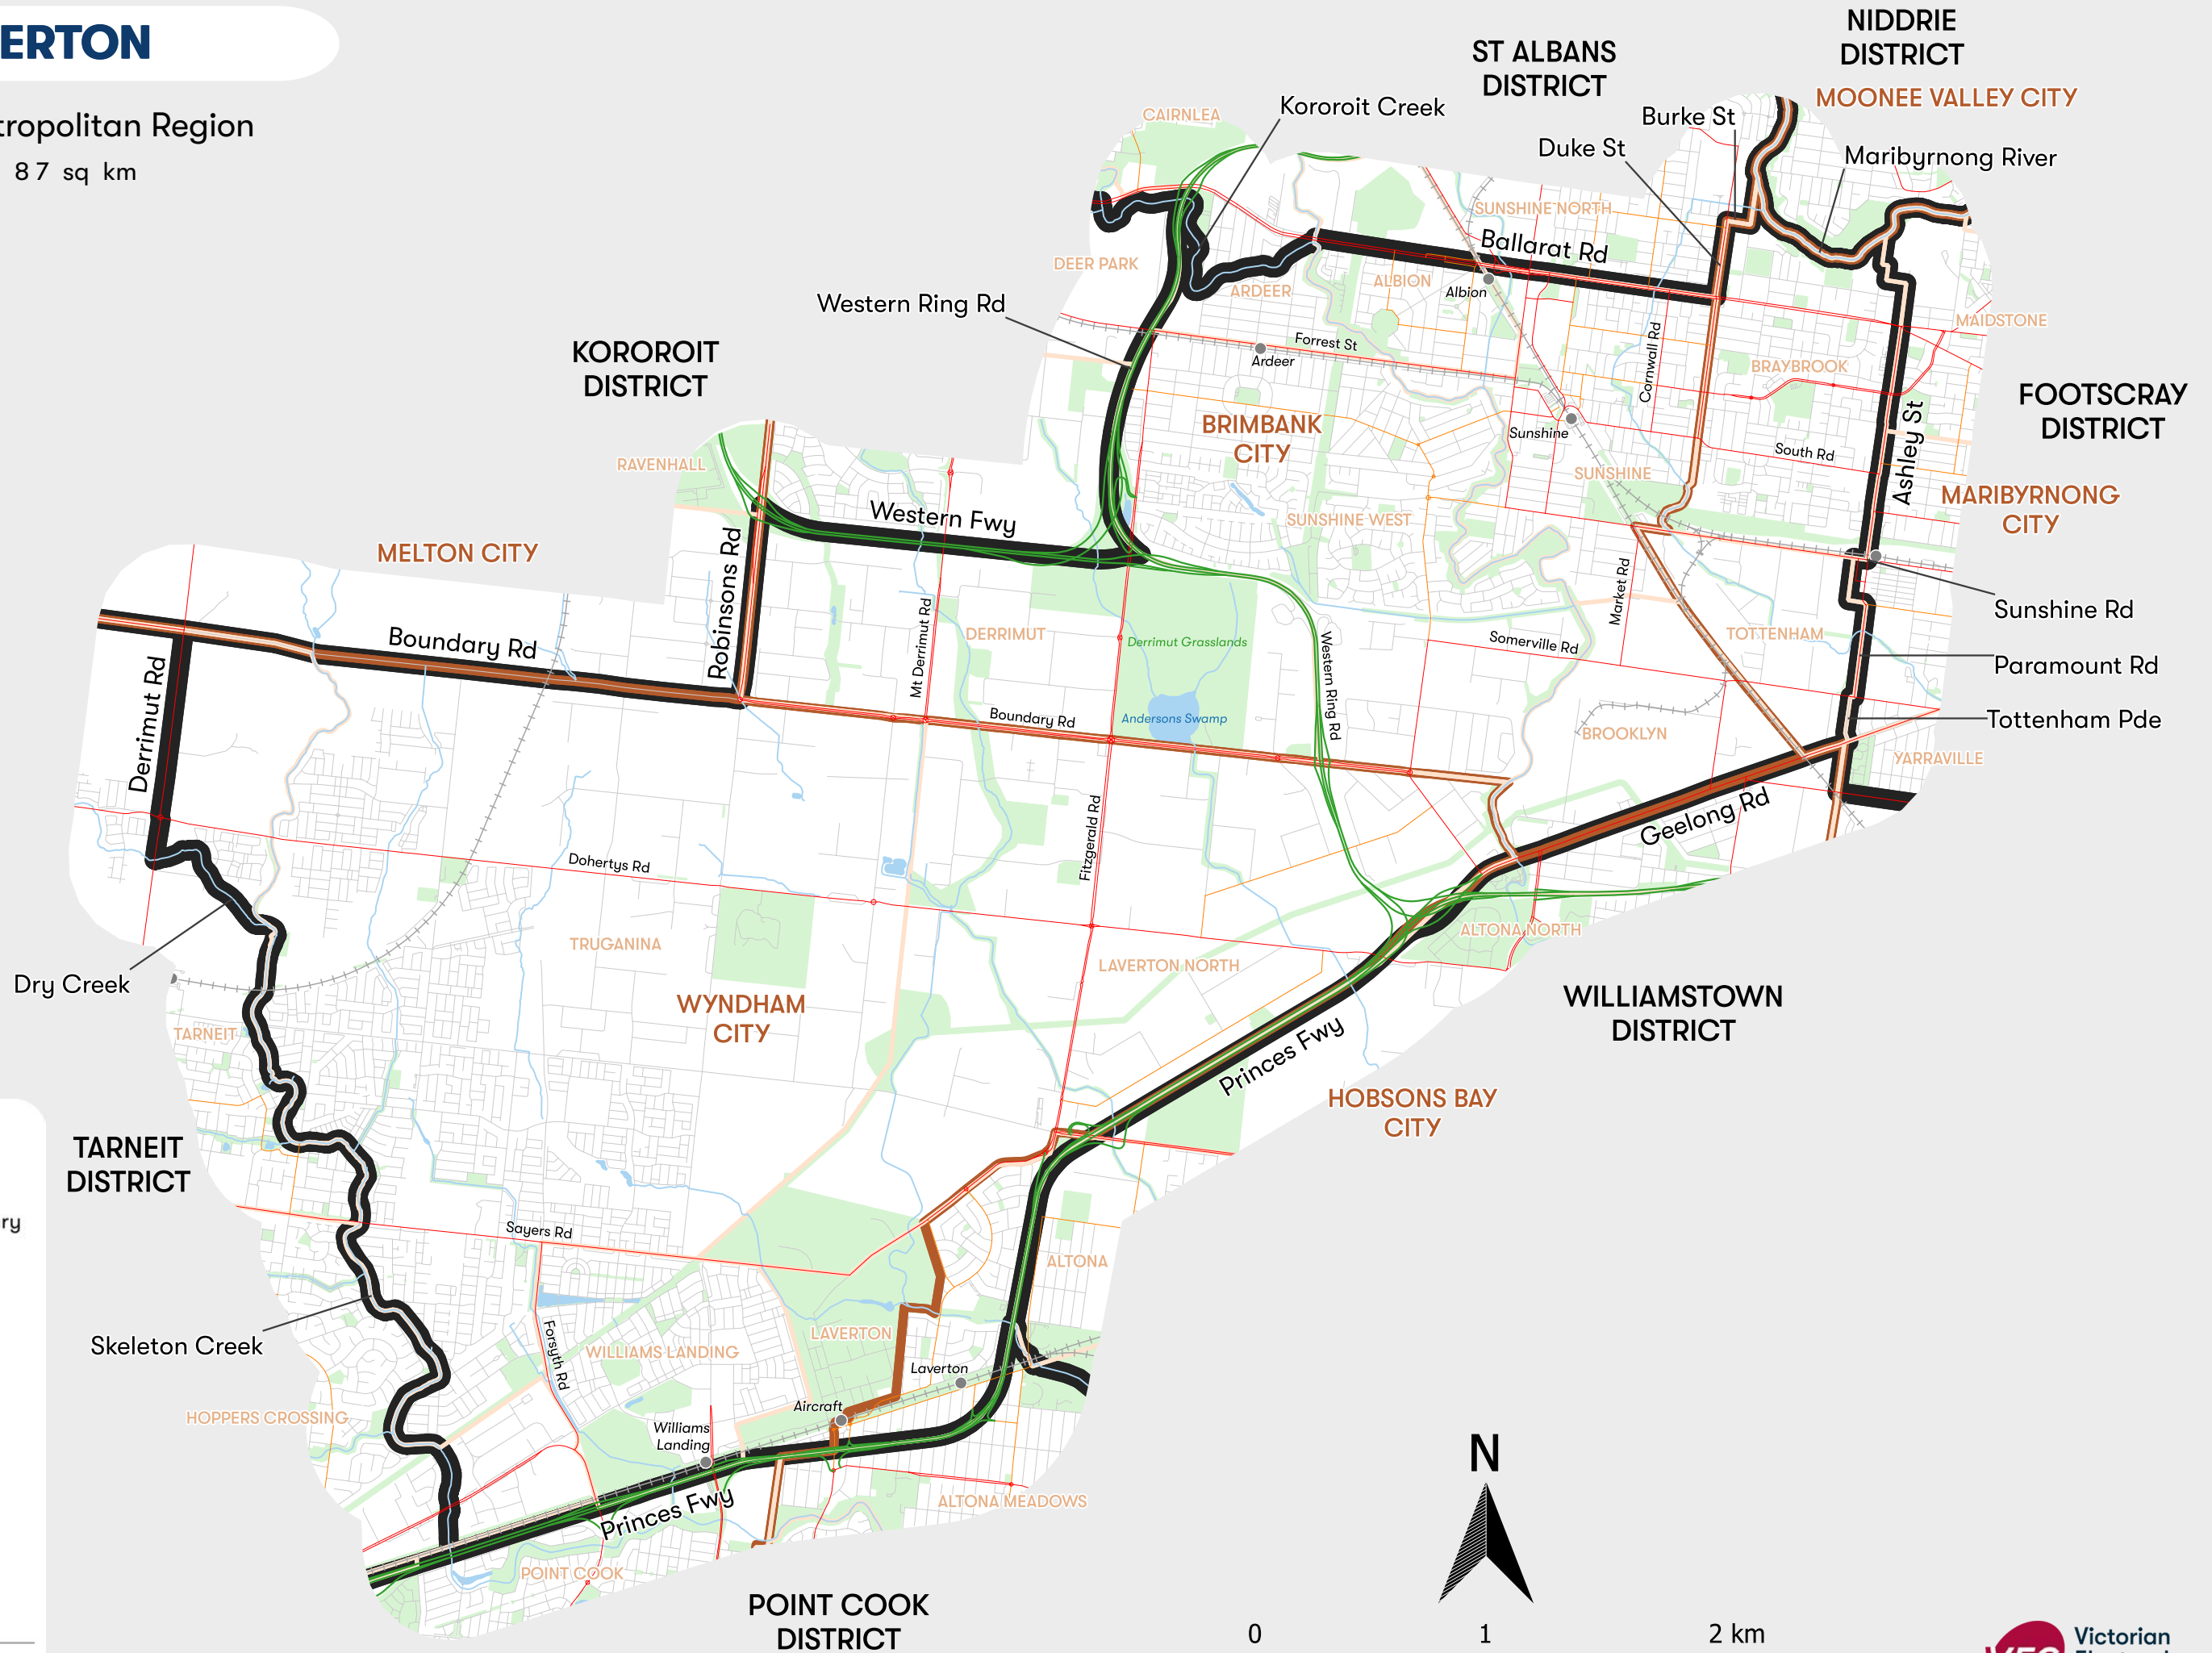 ERTON
tropolitan Region
87 sq km
NIDDRIE
DISTRICT
ST ALBANS
DISTRICT
MOONEE VALLEY CITY
Kororoit Creek
Burke St
Duke St
Maribyrnong River
CAIRNLEA
SUNSHINE NORTH
Ballarat Rd
DEER PARK
ARDEER
ALBION
Albion
Western Ring Rd
MAIDSTONE
KOROROIT
DISTRICT
Forrest St
Ardeer
Cornwall Rd
BRAYBROOK
FOOTSCRAY
DISTRICT
BRIMBANK
CITY
Sunshine
South Rd
Ashley St
RAVENHALL
SUNSHINE
MARIBYRNONG
CITY
Western Fwy
SUNSHINE WEST
MELTON CITY
Robinsons Rd
Market Rd
Sunshine Rd
Boundary Rd
Mt Derrimut Rd
DERRIMUT
Derrimut Grasslands
Western Ring Rd
Somerville Rd
TOTTENHAM
Paramount Rd
Derrimut Rd
Boundary Rd
Andersons Swamp
BROOKLYN
Tottenham Pde
YARRAVILLE
Geelong Rd
Fitzgerald Rd
Dohertys Rd
TRUGANINA
ALTONA NORTH
LAVERTON NORTH
Dry Creek
WYNDHAM
CITY
WILLIAMSTOWN
DISTRICT
TARNEIT
Princes Fwy
HOBSONS BAY
CITY
TARNEIT
DISTRICT
ry
Sayers Rd
ALTONA
Skeleton Creek
Forsyth Rd
LAVERTON
WILLIAMS LANDING
Laverton
Aircraft
HOPPERS CROSSING
Williams
Landing
Princes Fwy
ALTONA MEADOWS
N
POINT COOK
POINT COOK
DISTRICT
0 1 2 km
Victorian